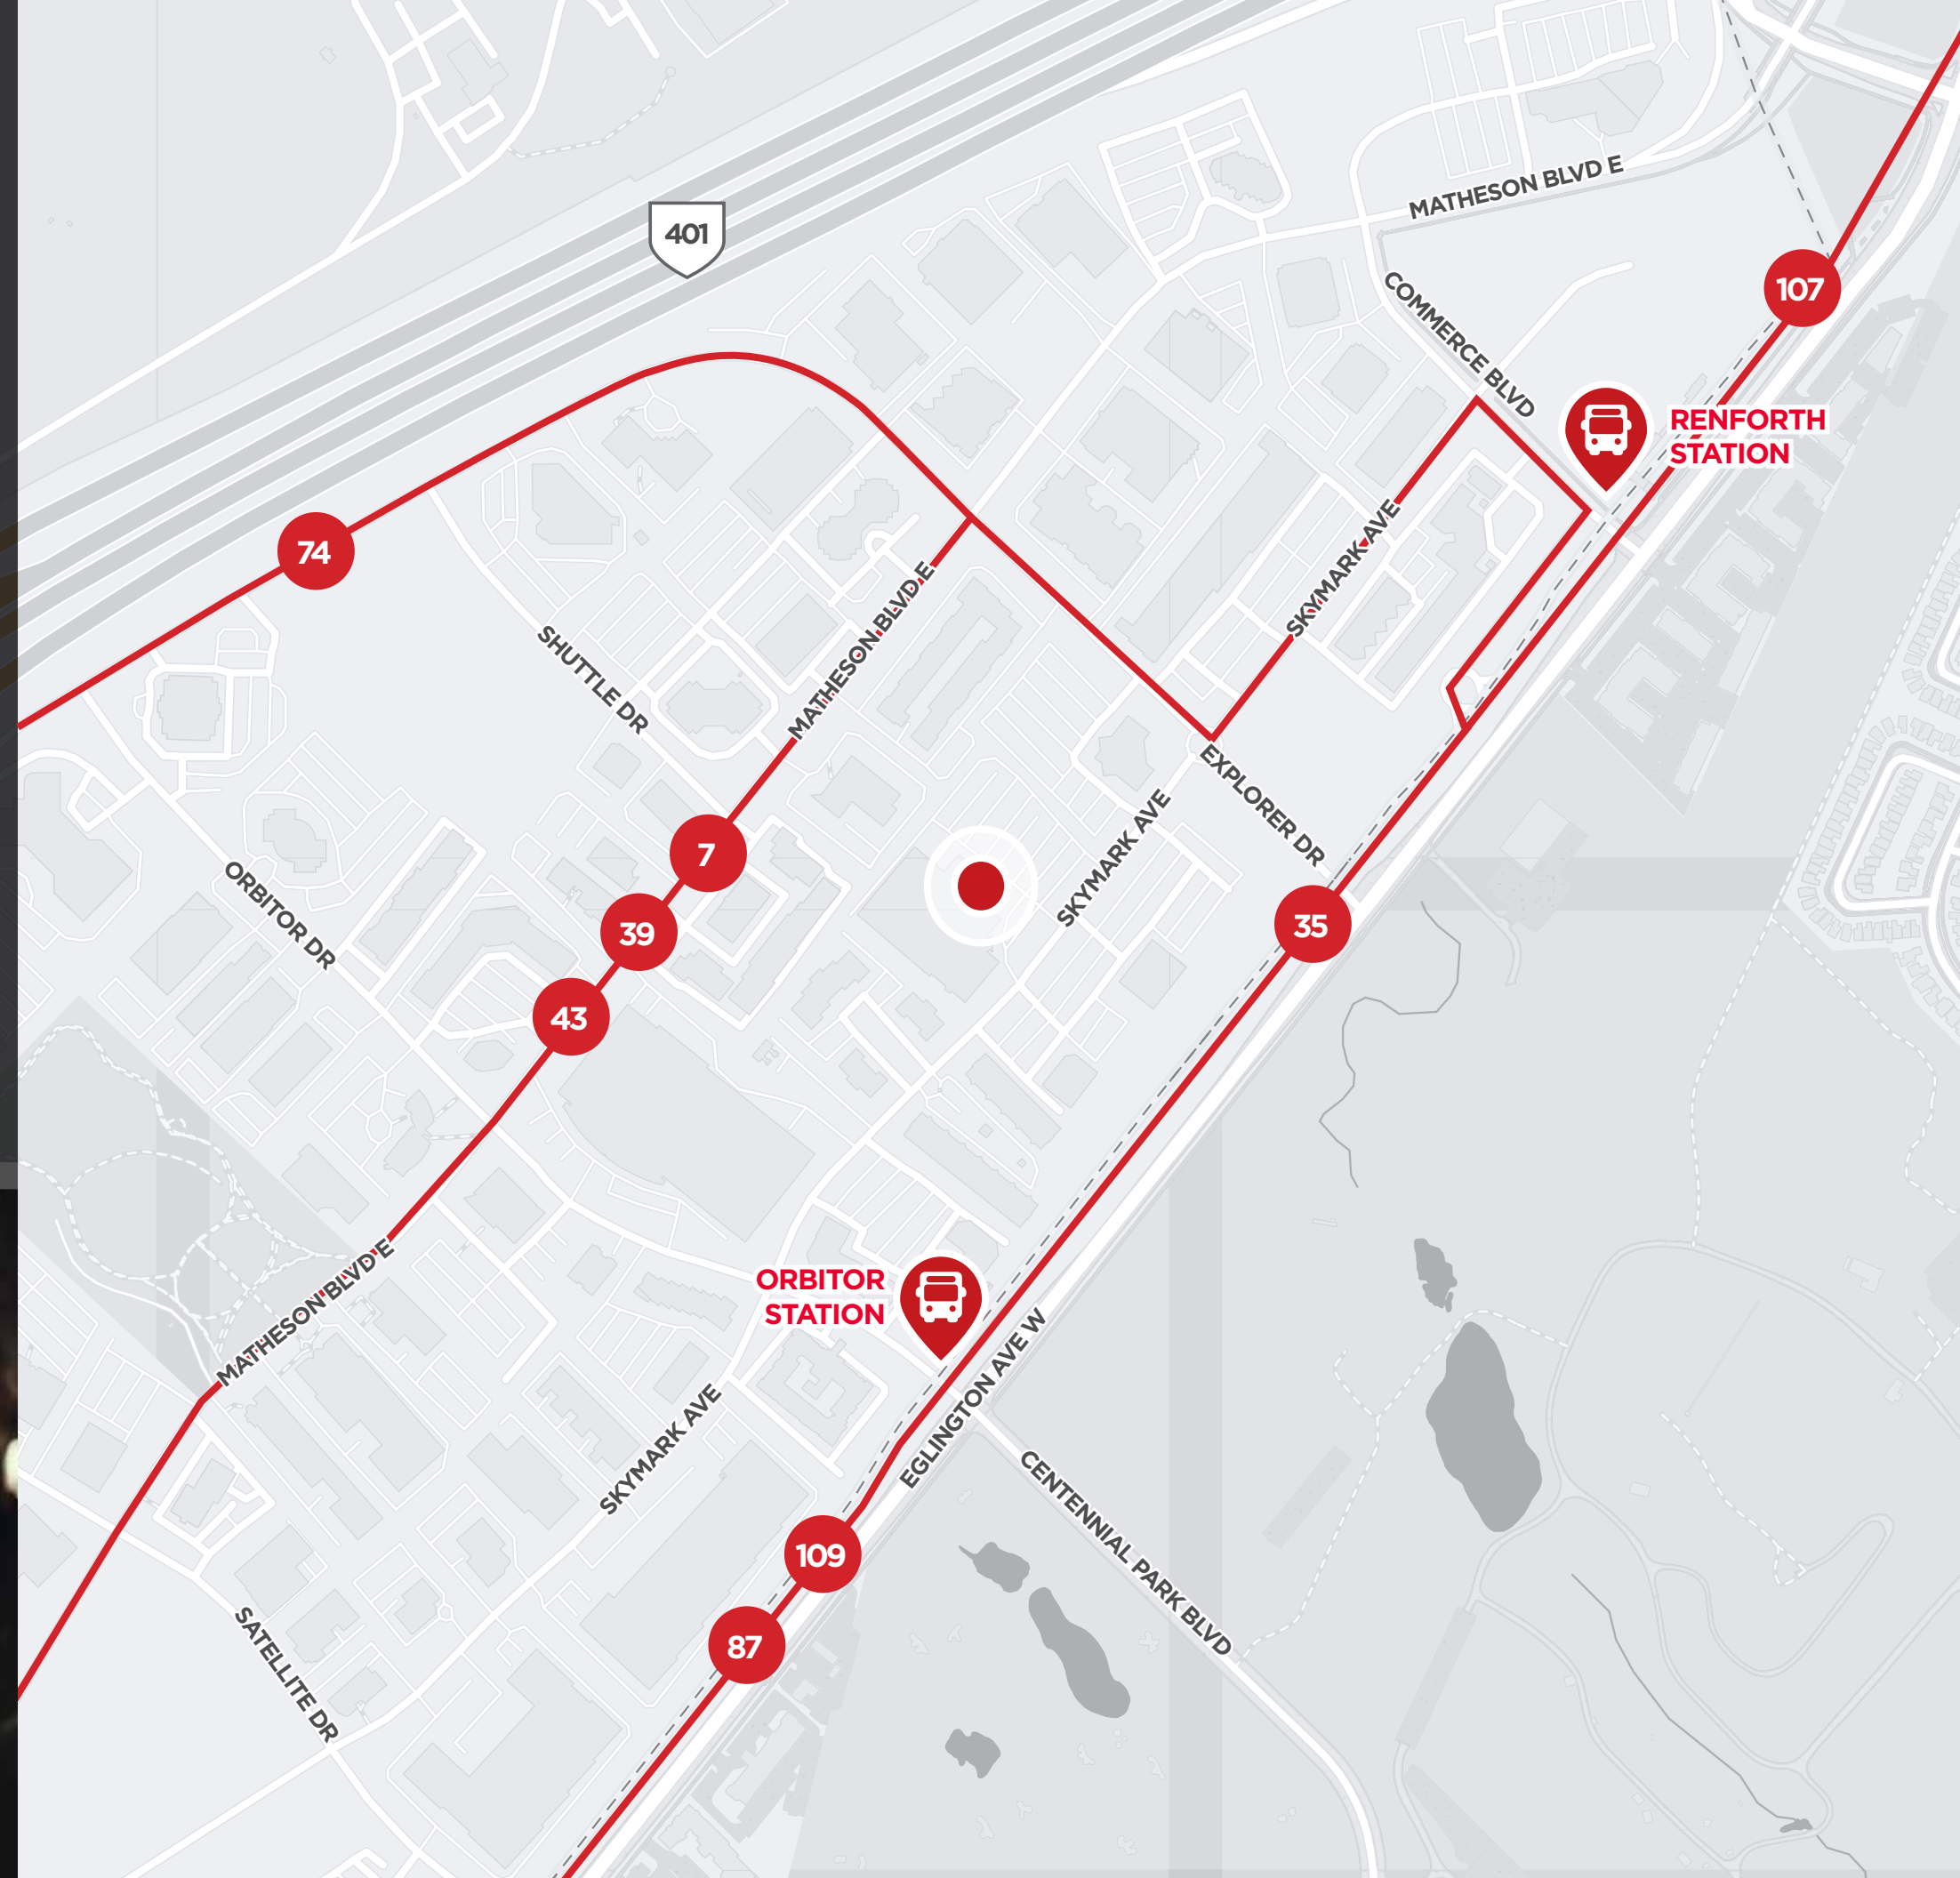 MATHESON BLVD E
401
COMMERCE BLVD
107
RENFORTH
STATION
SKYMARK AVE
74
MATHESON BLVD E
SHUTTLE DR
EXPLORER DR
SKYMARK AVE
7
ORBITOR DR
39
35
43
MATHESON BLVD E
ORBITOR
STATION
EGLINGTON AVE W
SKYMARK AVE
CENTENNIAL PARK BLVD
109
87
SATELLITE DR